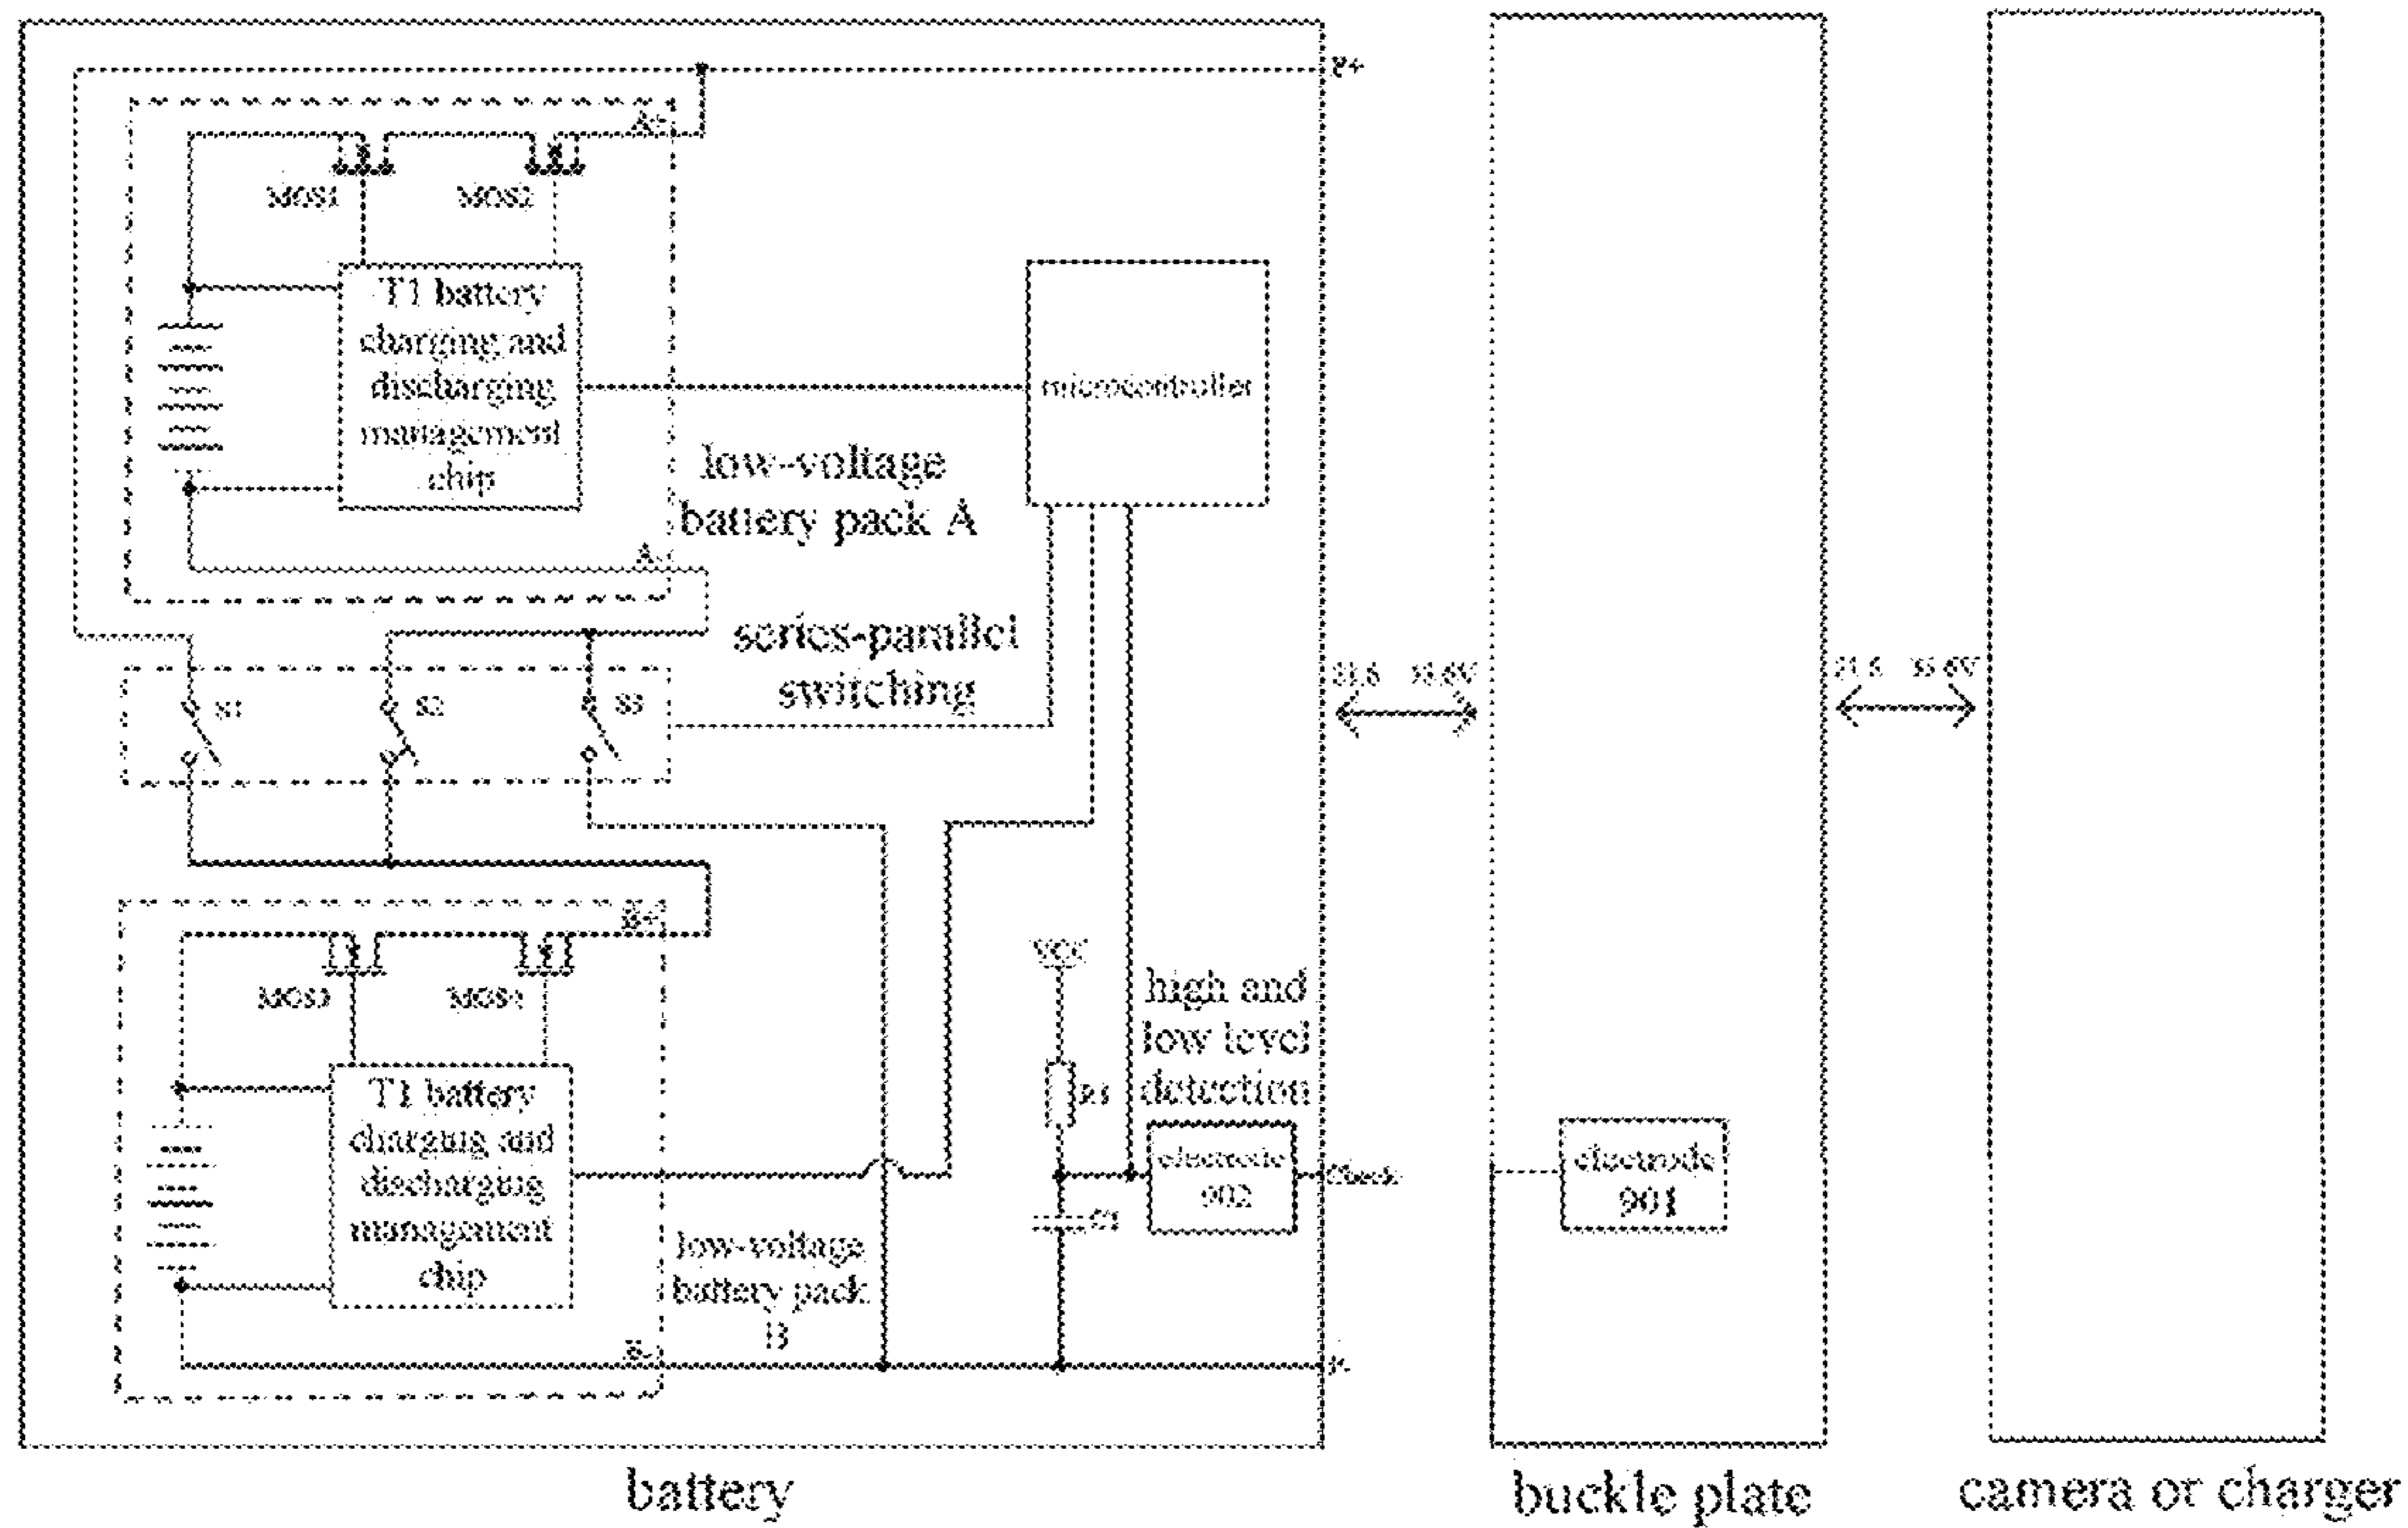 P+
A+
MOS1
MOS2
T1 battery
charging and
discharging
management
chip
microcontroller
low-voltage
battery pack A
A-
series-parallel
switching
S1
S2
S3
B+
MOS3
MOS4
T1 battery
charging and
discharging
management
chip
low-voltage
battery pack
B
B-
VCC
R1
C1
high and
low level
detection
electrode
902
Check
P-
electrode
901
battery
buckle plate
camera or charger